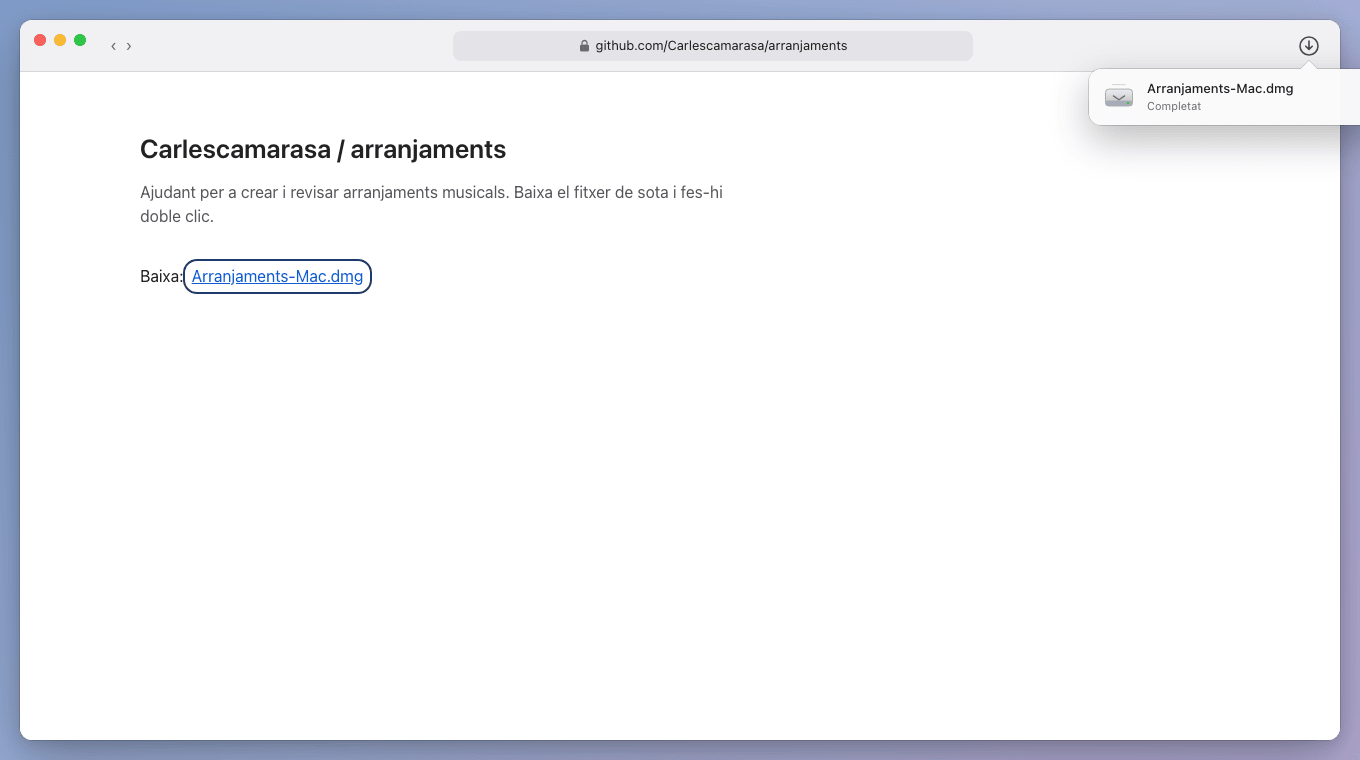 ‹ ›
github.com/Carlescamarasa/arranjaments
Arranjaments-Mac.dmg
Completat
Carlescamarasa / arranjaments
Ajudant per a crear i revisar arranjaments musicals. Baixa el fitxer de sota i fes-hi
doble clic.
Baixa: Arranjaments-Mac.dmg